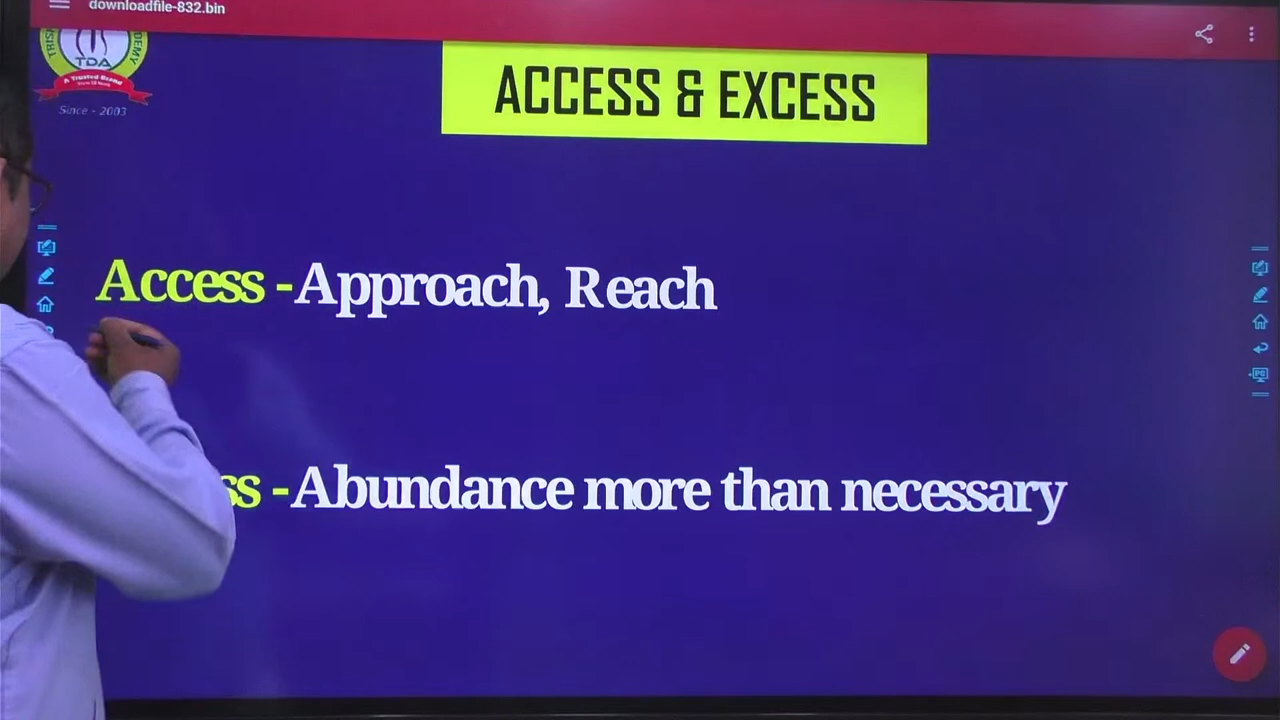 downloadfile-832.bin
TDA
A Trusted Brand
Since - 2003
ACCESS & EXCESS
Access - Approach, Reach
ss - Abundance more than necessary